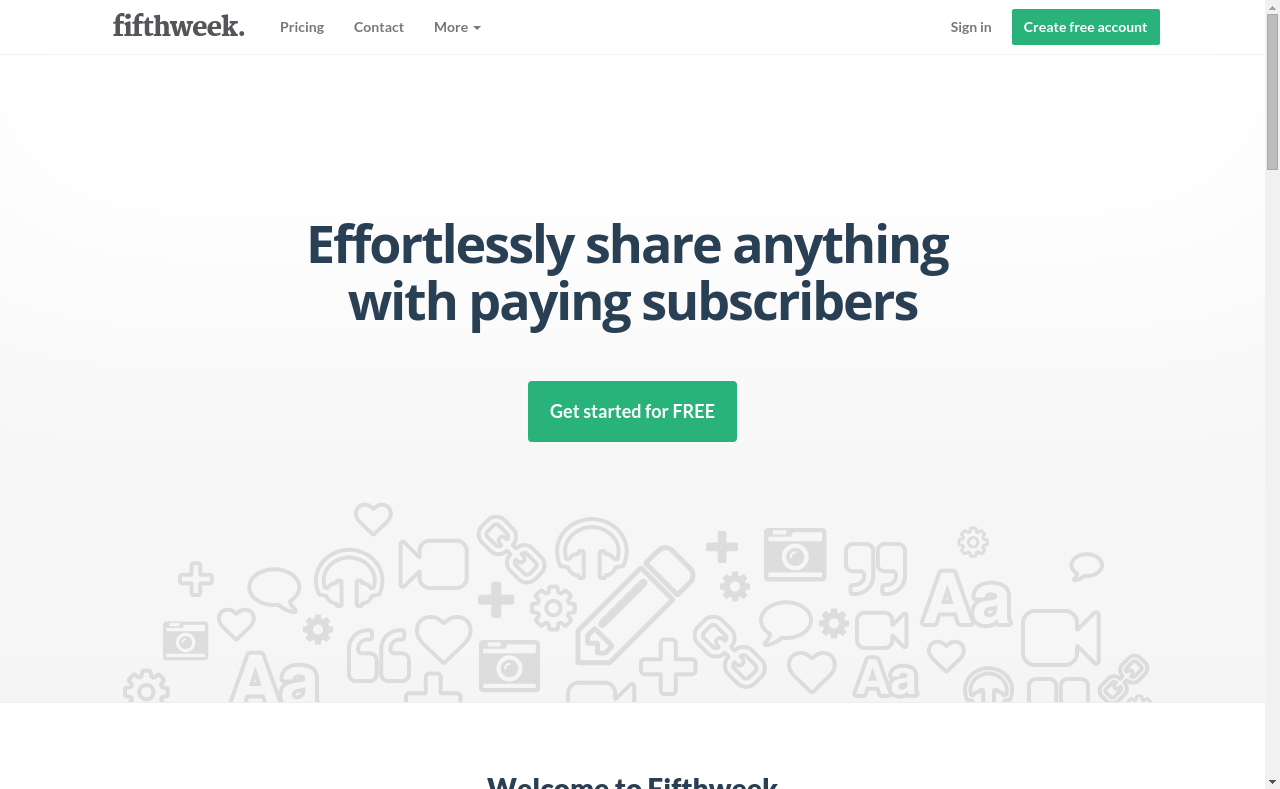 fifthweek.
Pricing
Contact
More
Sign in
Create free account
Effortlessly share anything
with paying subscribers
Get started for FREE
Aa
Aa
Aa
Welcome to Fifthweek